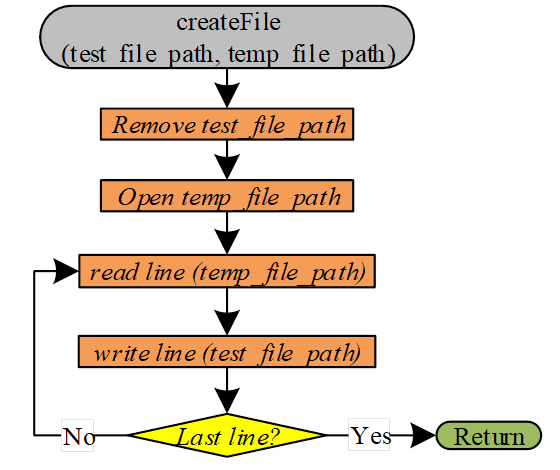 createFile
(test_file_path, temp_file_path)
Remove test_file_path
Open temp_file_path
read line (temp_file_path)
write line (test_file_path)
Last line?
No
Yes
Return